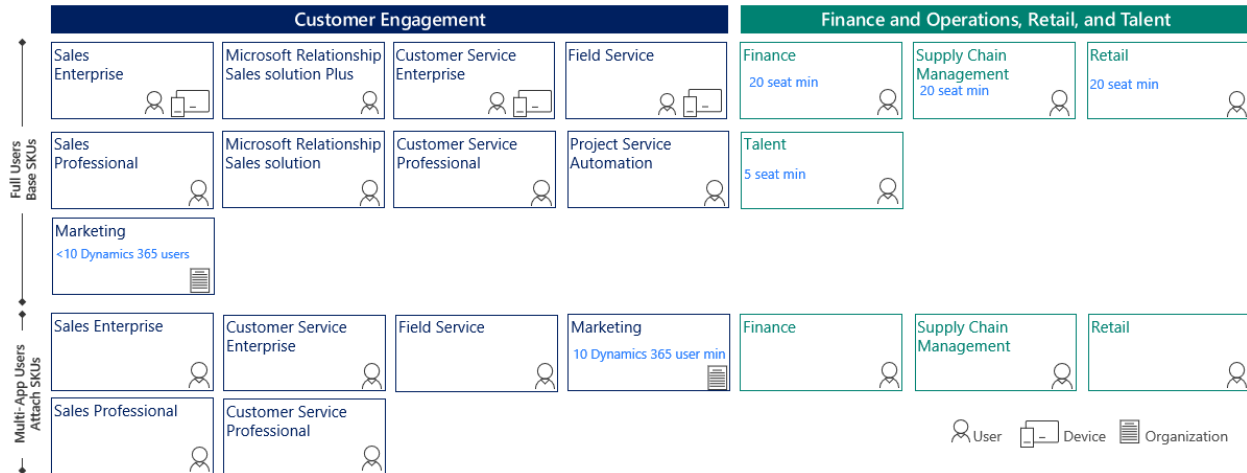 Customer Engagement
Finance and Operations, Retail, and Talent
Full Users
Base SKUs
Sales
Enterprise
Microsoft Relationship
Sales solution Plus
Customer Service
Enterprise
Field Service
Finance
20 seat min
Supply Chain
Management
20 seat min
Retail
20 seat min
Sales
Professional
Microsoft Relationship
Sales solution
Customer Service
Professional
Project Service
Automation
Talent
5 seat min
Marketing
<10 Dynamics 365 users
Multi-App Users
Attach SKUs
Sales Enterprise
Customer Service
Enterprise
Field Service
Marketing
10 Dynamics 365 user min
Finance
Supply Chain
Management
Retail
Sales Professional
Customer Service
Professional
User
Device
Organization